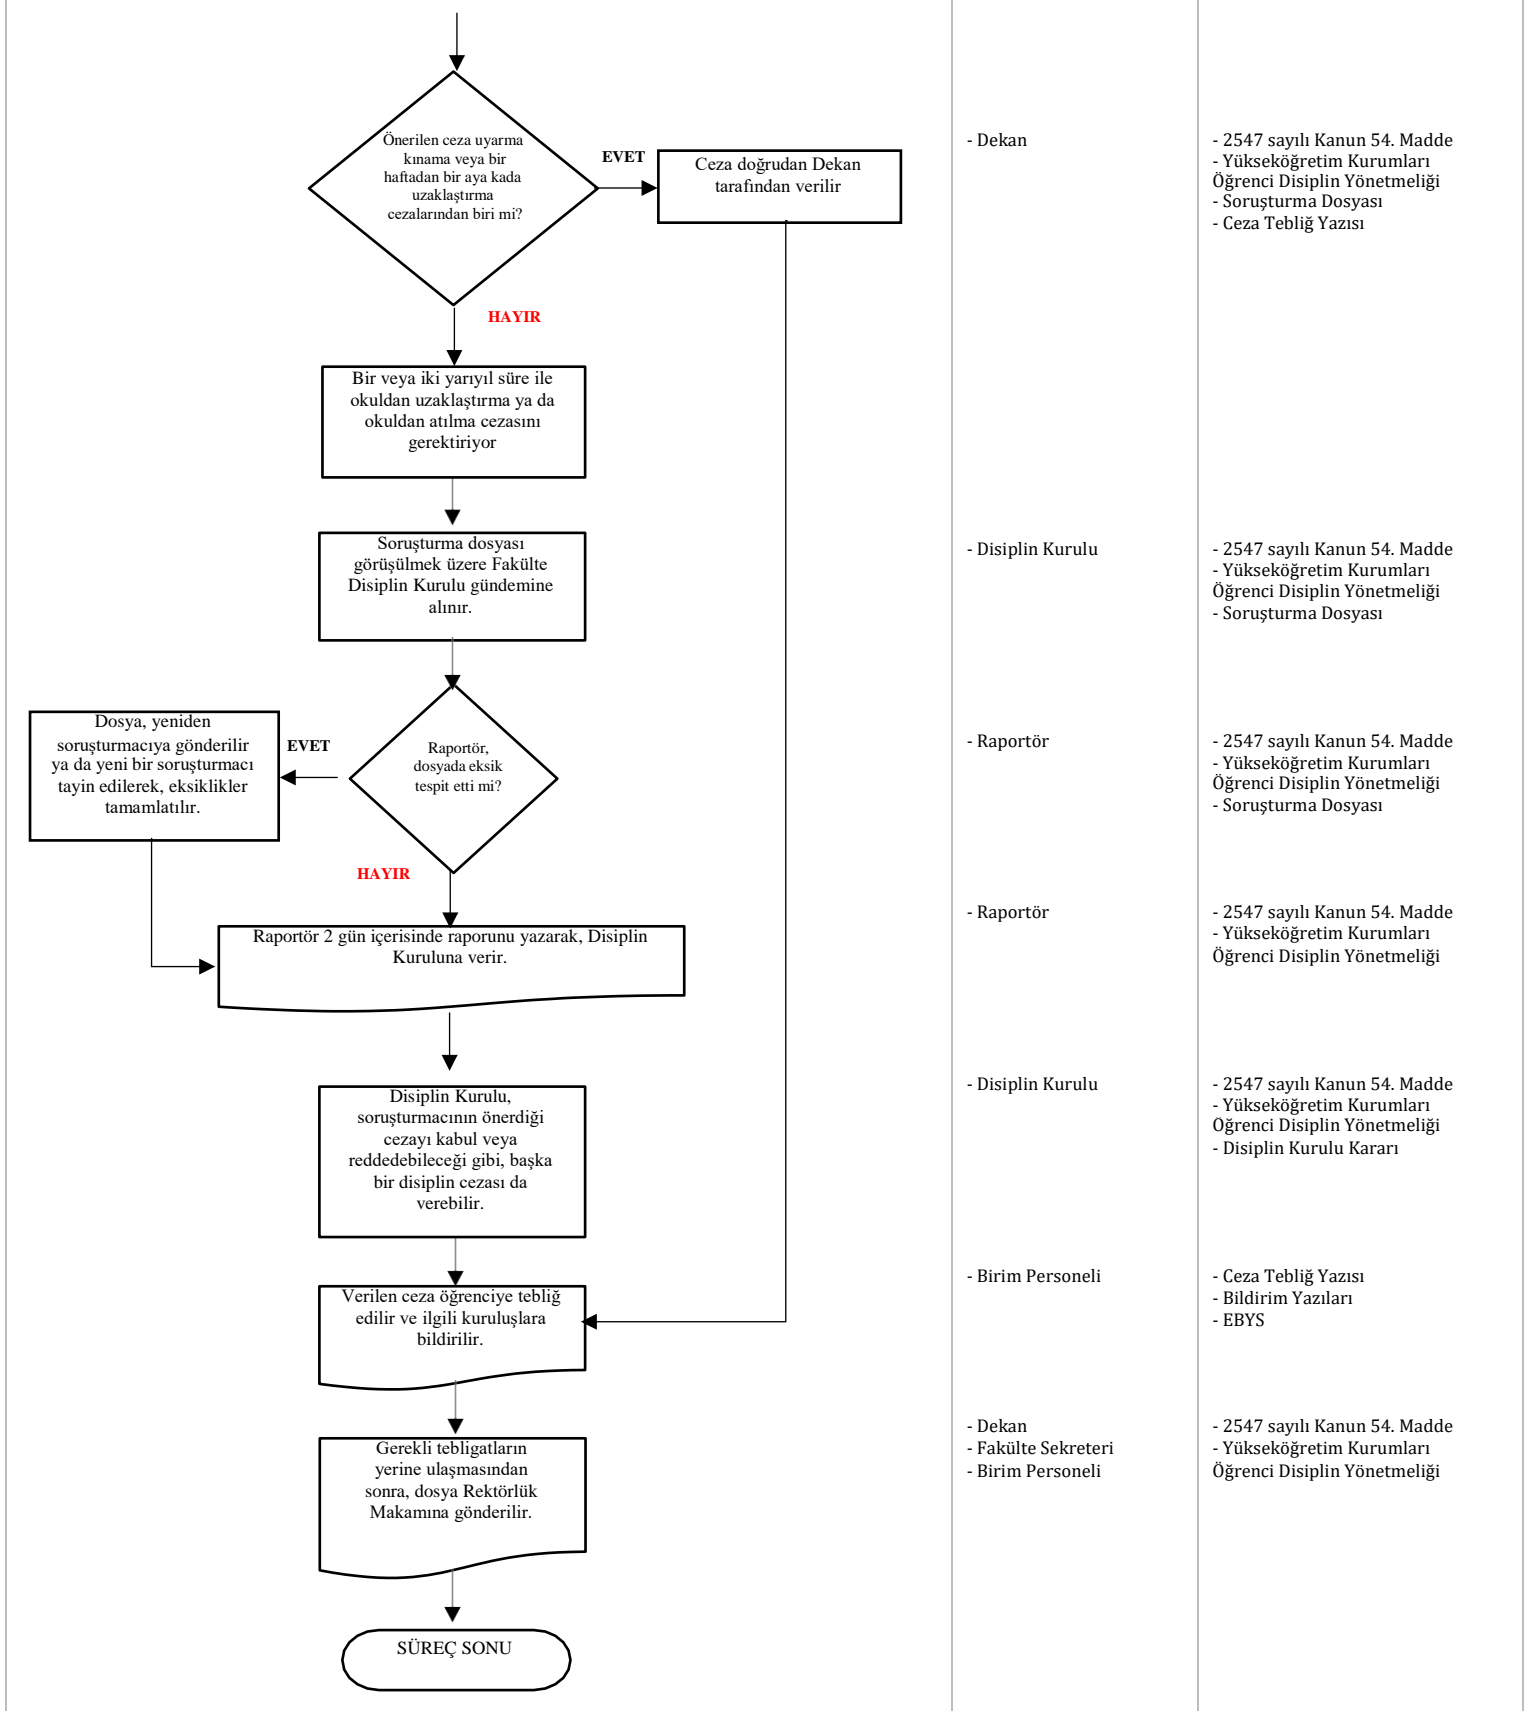 Önerilen ceza uyarma
kınama veya bir
haftadan bir aya kada
uzaklaştırma
cezalarından biri mi?
EVET
Ceza doğrudan Dekan
tarafından verilir
- Dekan
- 2547 sayılı Kanun 54. Madde
- Yükseköğretim Kurumları
Öğrenci Disiplin Yönetmeliği
- Soruşturma Dosyası
- Ceza Tebliğ Yazısı
HAYIR
Bir veya iki yarıyıl süre ile
okuldan uzaklaştırma ya da
okuldan atılma cezasını
gerektiriyor
Soruşturma dosyası
görüşülmek üzere Fakülte
Disiplin Kurulu gündemine
alınır.
- Disiplin Kurulu
- 2547 sayılı Kanun 54. Madde
- Yükseköğretim Kurumları
Öğrenci Disiplin Yönetmeliği
- Soruşturma Dosyası
Dosya, yeniden
soruşturmacıya gönderilir
ya da yeni bir soruşturmacı
tayin edilerek, eksiklikler
tamamlatılır.
EVET
Raportör,
dosyada eksik
tespit etti mi?
- Raportör
- 2547 sayılı Kanun 54. Madde
- Yükseköğretim Kurumları
Öğrenci Disiplin Yönetmeliği
- Soruşturma Dosyası
HAYIR
Raportör 2 gün içerisinde raporunu yazarak, Disiplin
Kuruluna verir.
- Raportör
- 2547 sayılı Kanun 54. Madde
- Yükseköğretim Kurumları
Öğrenci Disiplin Yönetmeliği
Disiplin Kurulu,
soruşturmacının önerdiği
cezayı kabul veya
reddedebileceği gibi, başka
bir disiplin cezası da
verebilir.
- Disiplin Kurulu
- 2547 sayılı Kanun 54. Madde
- Yükseköğretim Kurumları
Öğrenci Disiplin Yönetmeliği
- Disiplin Kurulu Kararı
Verilen ceza öğrenciye tebliğ
edilir ve ilgili kuruluşlara
bildirilir.
- Birim Personeli
- Ceza Tebliğ Yazısı
- Bildirim Yazıları
- EBYS
Gerekli tebligatların
yerine ulaşmasından
sonra, dosya Rektörlük
Makamına gönderilir.
- Dekan
- Fakülte Sekreteri
- Birim Personeli
- 2547 sayılı Kanun 54. Madde
- Yükseköğretim Kurumları
Öğrenci Disiplin Yönetmeliği
SÜREÇ SONU